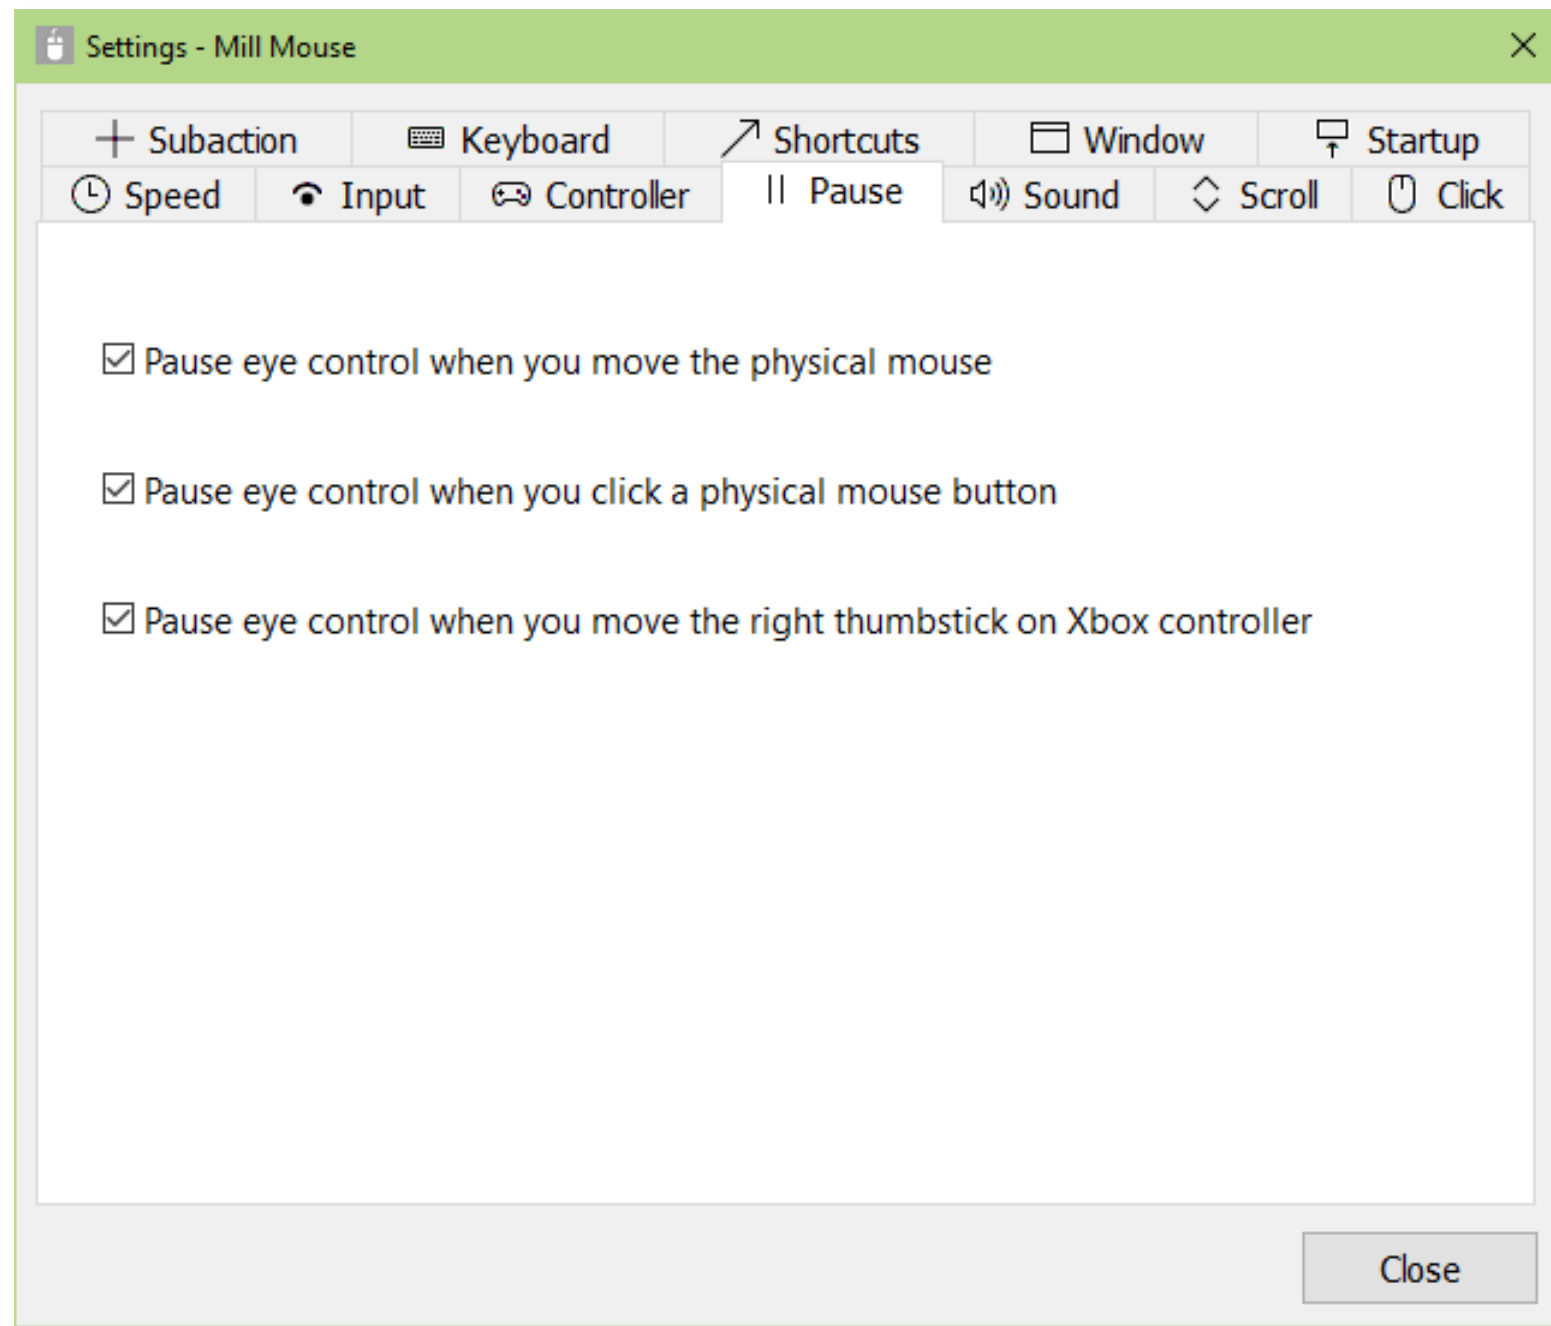 Settings - Mill Mouse
Subaction Keyboard Shortcuts Window Startup
Speed Input Controller Pause Sound Scroll Click
Pause eye control when you move the physical mouse
Pause eye control when you click a physical mouse button
Pause eye control when you move the right thumbstick on Xbox controller
Close